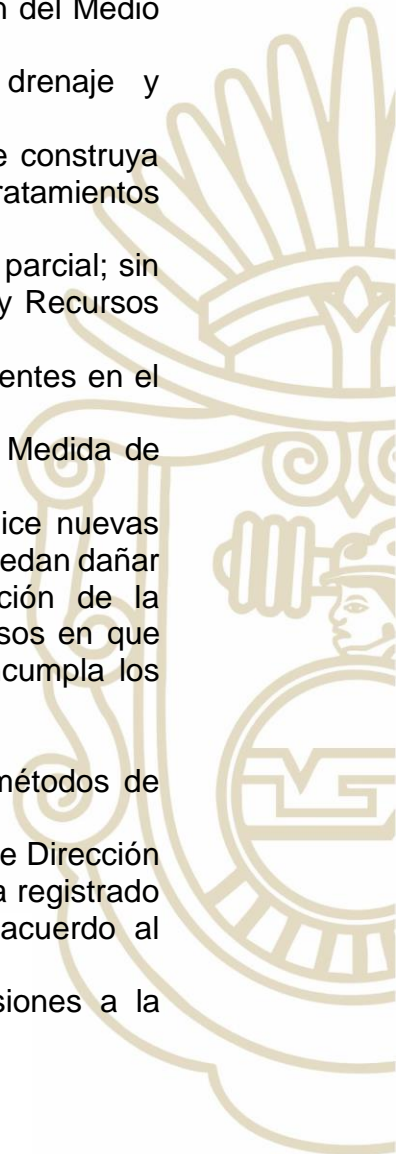 del Medio
drenaje y
construya
ratamientos
parcial; sin
y Recursos
entes en el
Medida de
ice nuevas
edan dañar
ción de la
sos en que
cumpla los
métodos de
e Dirección
a registrado
acuerdo al
siones a la